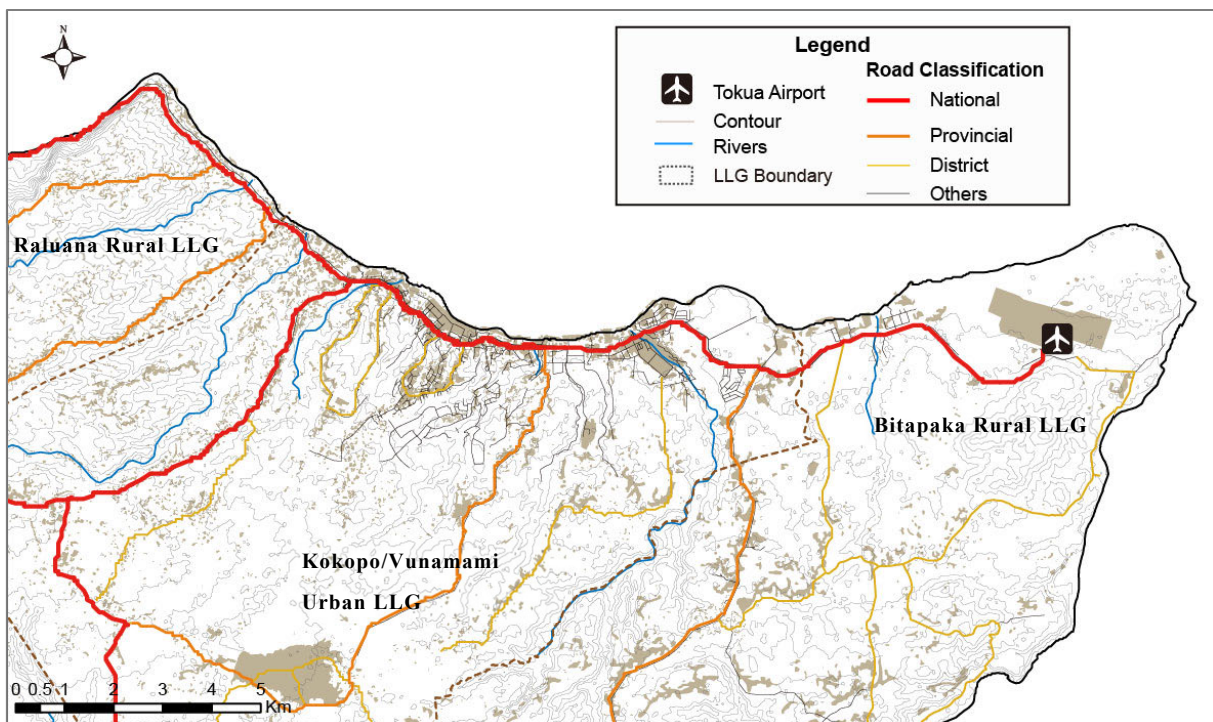 N
Legend
Road Classification
Tokua Airport
National
Contour
Rivers
Provincial
LLG Boundary
District
Others
Raluana Rural LLG
Bitapaka Rural LLG
Kokopo/Vunamami
Urban LLG
0 0.5 1 2 3 4 5
Km